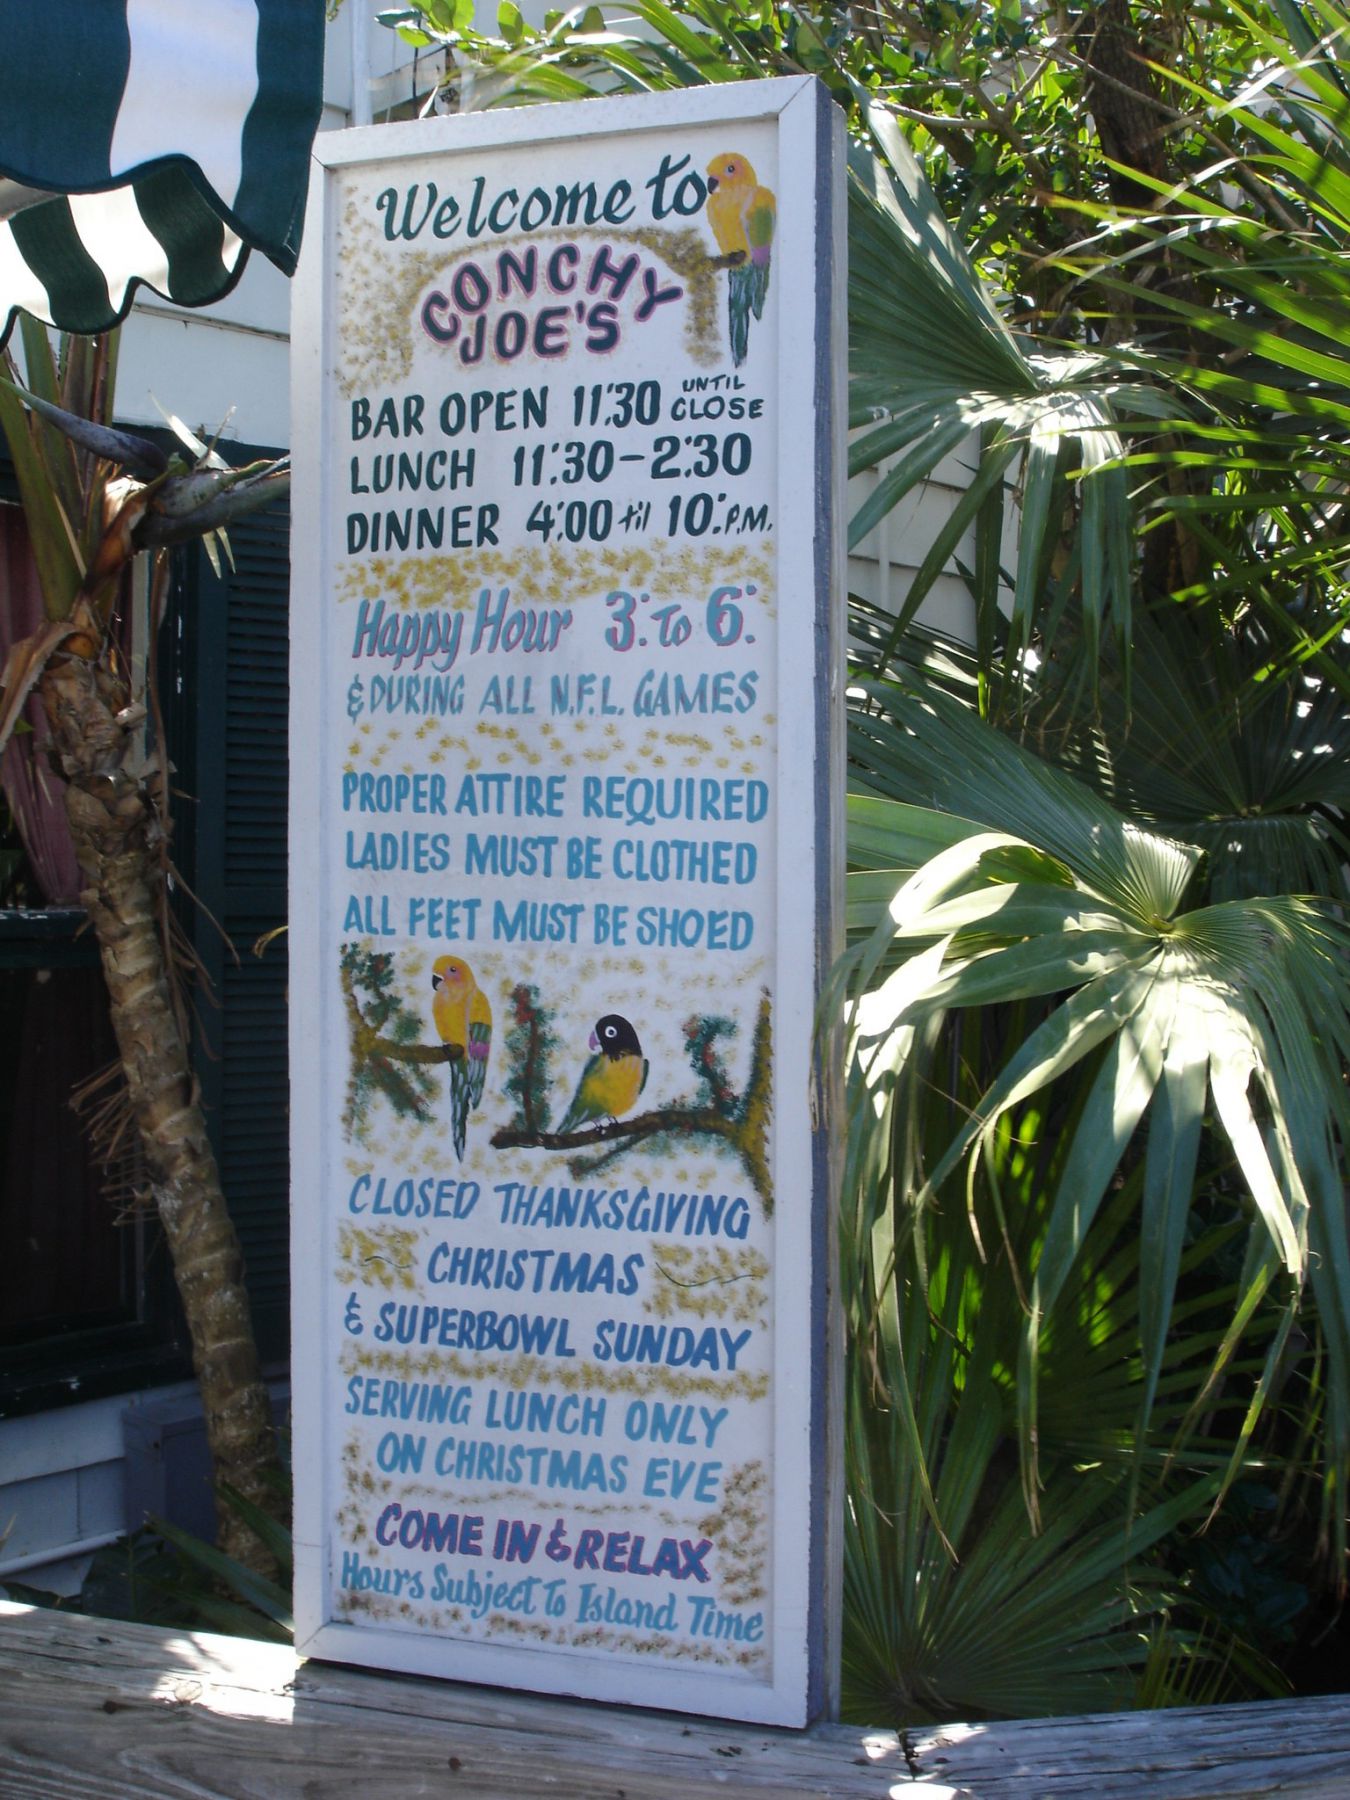 Welcome to
CONCHY
JOE'S
BAR OPEN 11:30 UNTIL CLOSE
LUNCH 11:30-2:30
DINNER 4:00 til 10: P.M.
Happy Hour 3: To 6:
& DURING ALL N.F.L. GAMES
PROPER ATTIRE REQUIRED
LADIES MUST BE CLOTHED
ALL FEET MUST BE SHOED
CLOSED THANKSGIVING
CHRISTMAS
& SUPERBOWL SUNDAY
SERVING LUNCH ONLY
ON CHRISTMAS EVE
COME IN & RELAX
Hours Subject To Island Time